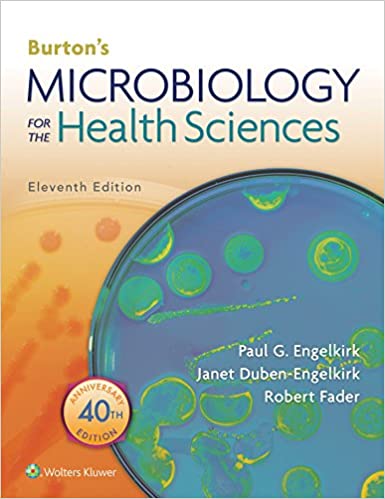 Burton's
MICROBIOLOGY
FOR THE Health Sciences
Eleventh Edition
Paul G. Engelkirk
Janet Duben-Engelkirk
Robert Fader
ANNIVERSARY
40TH
EDITION
Wolters Kluwer